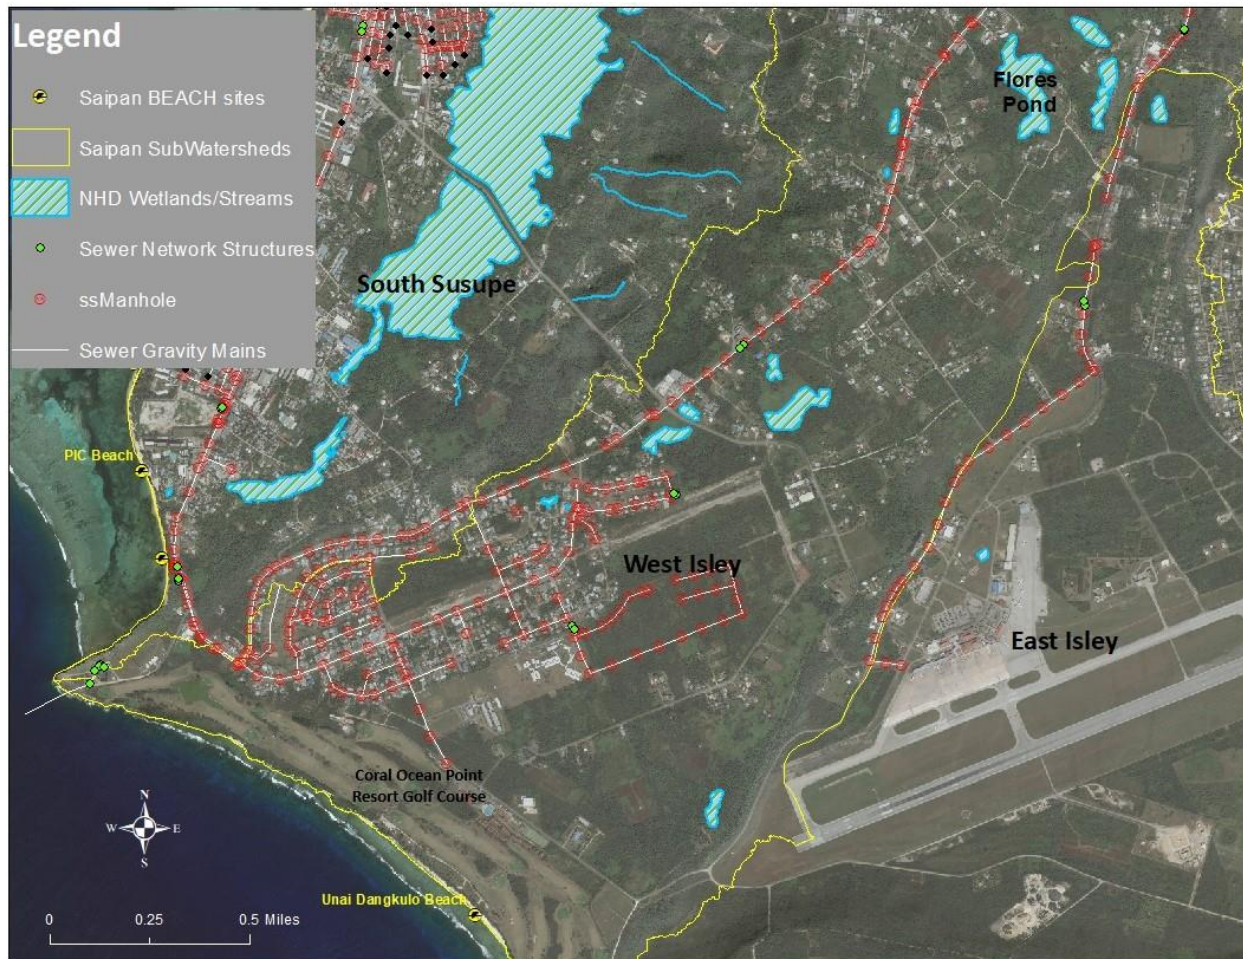 Legend
Saipan BEACH sites
Saipan SubWatersheds
NHD Wetlands/Streams
Sewer Network Structures
ssManhole
Sewer Gravity Mains
Flores
Pond
South Susupe
PIC Beach
West Isley
East Isley
Coral Ocean Point
Resort Golf Course
N
W E
S
Unai Dangkulo Beach
0 0.25 0.5 Miles